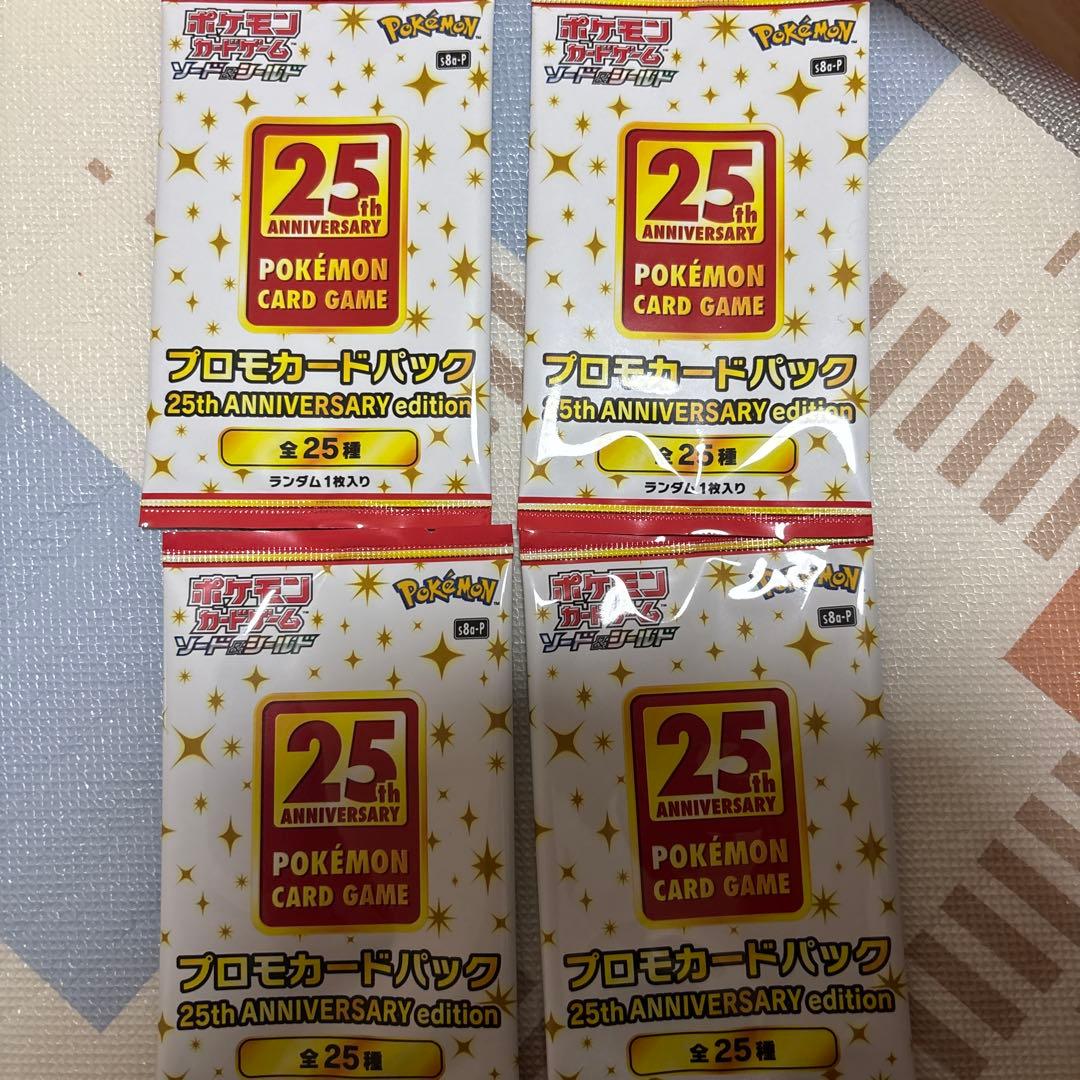 ポケモン
カードゲーム
ソード&シールド
POKÉMON
s8a-P
25th
ANNIVERSARY
POKÉMON
CARD GAME
プロモカードパック
25th ANNIVERSARY edition
全25種
ランダム1枚入り
ポケモン
カードゲーム
ソード&シールド
POKÉMON
s8a-P
25th
ANNIVERSARY
POKÉMON
CARD GAME
プロモカードパック
25th ANNIVERSARY edition
全25種
ランダム1枚入り
ポケモン
カードゲーム
ソード&シールド
POKÉMON
s8a-P
25th
ANNIVERSARY
POKÉMON
CARD GAME
プロモカードパック
25th ANNIVERSARY edition
全25種
ポケモン
カードゲーム
ソード&シールド
POKÉMON
s8a-P
25th
ANNIVERSARY
POKÉMON
CARD GAME
プロモカードパック
25th ANNIVERSARY edition
全25種